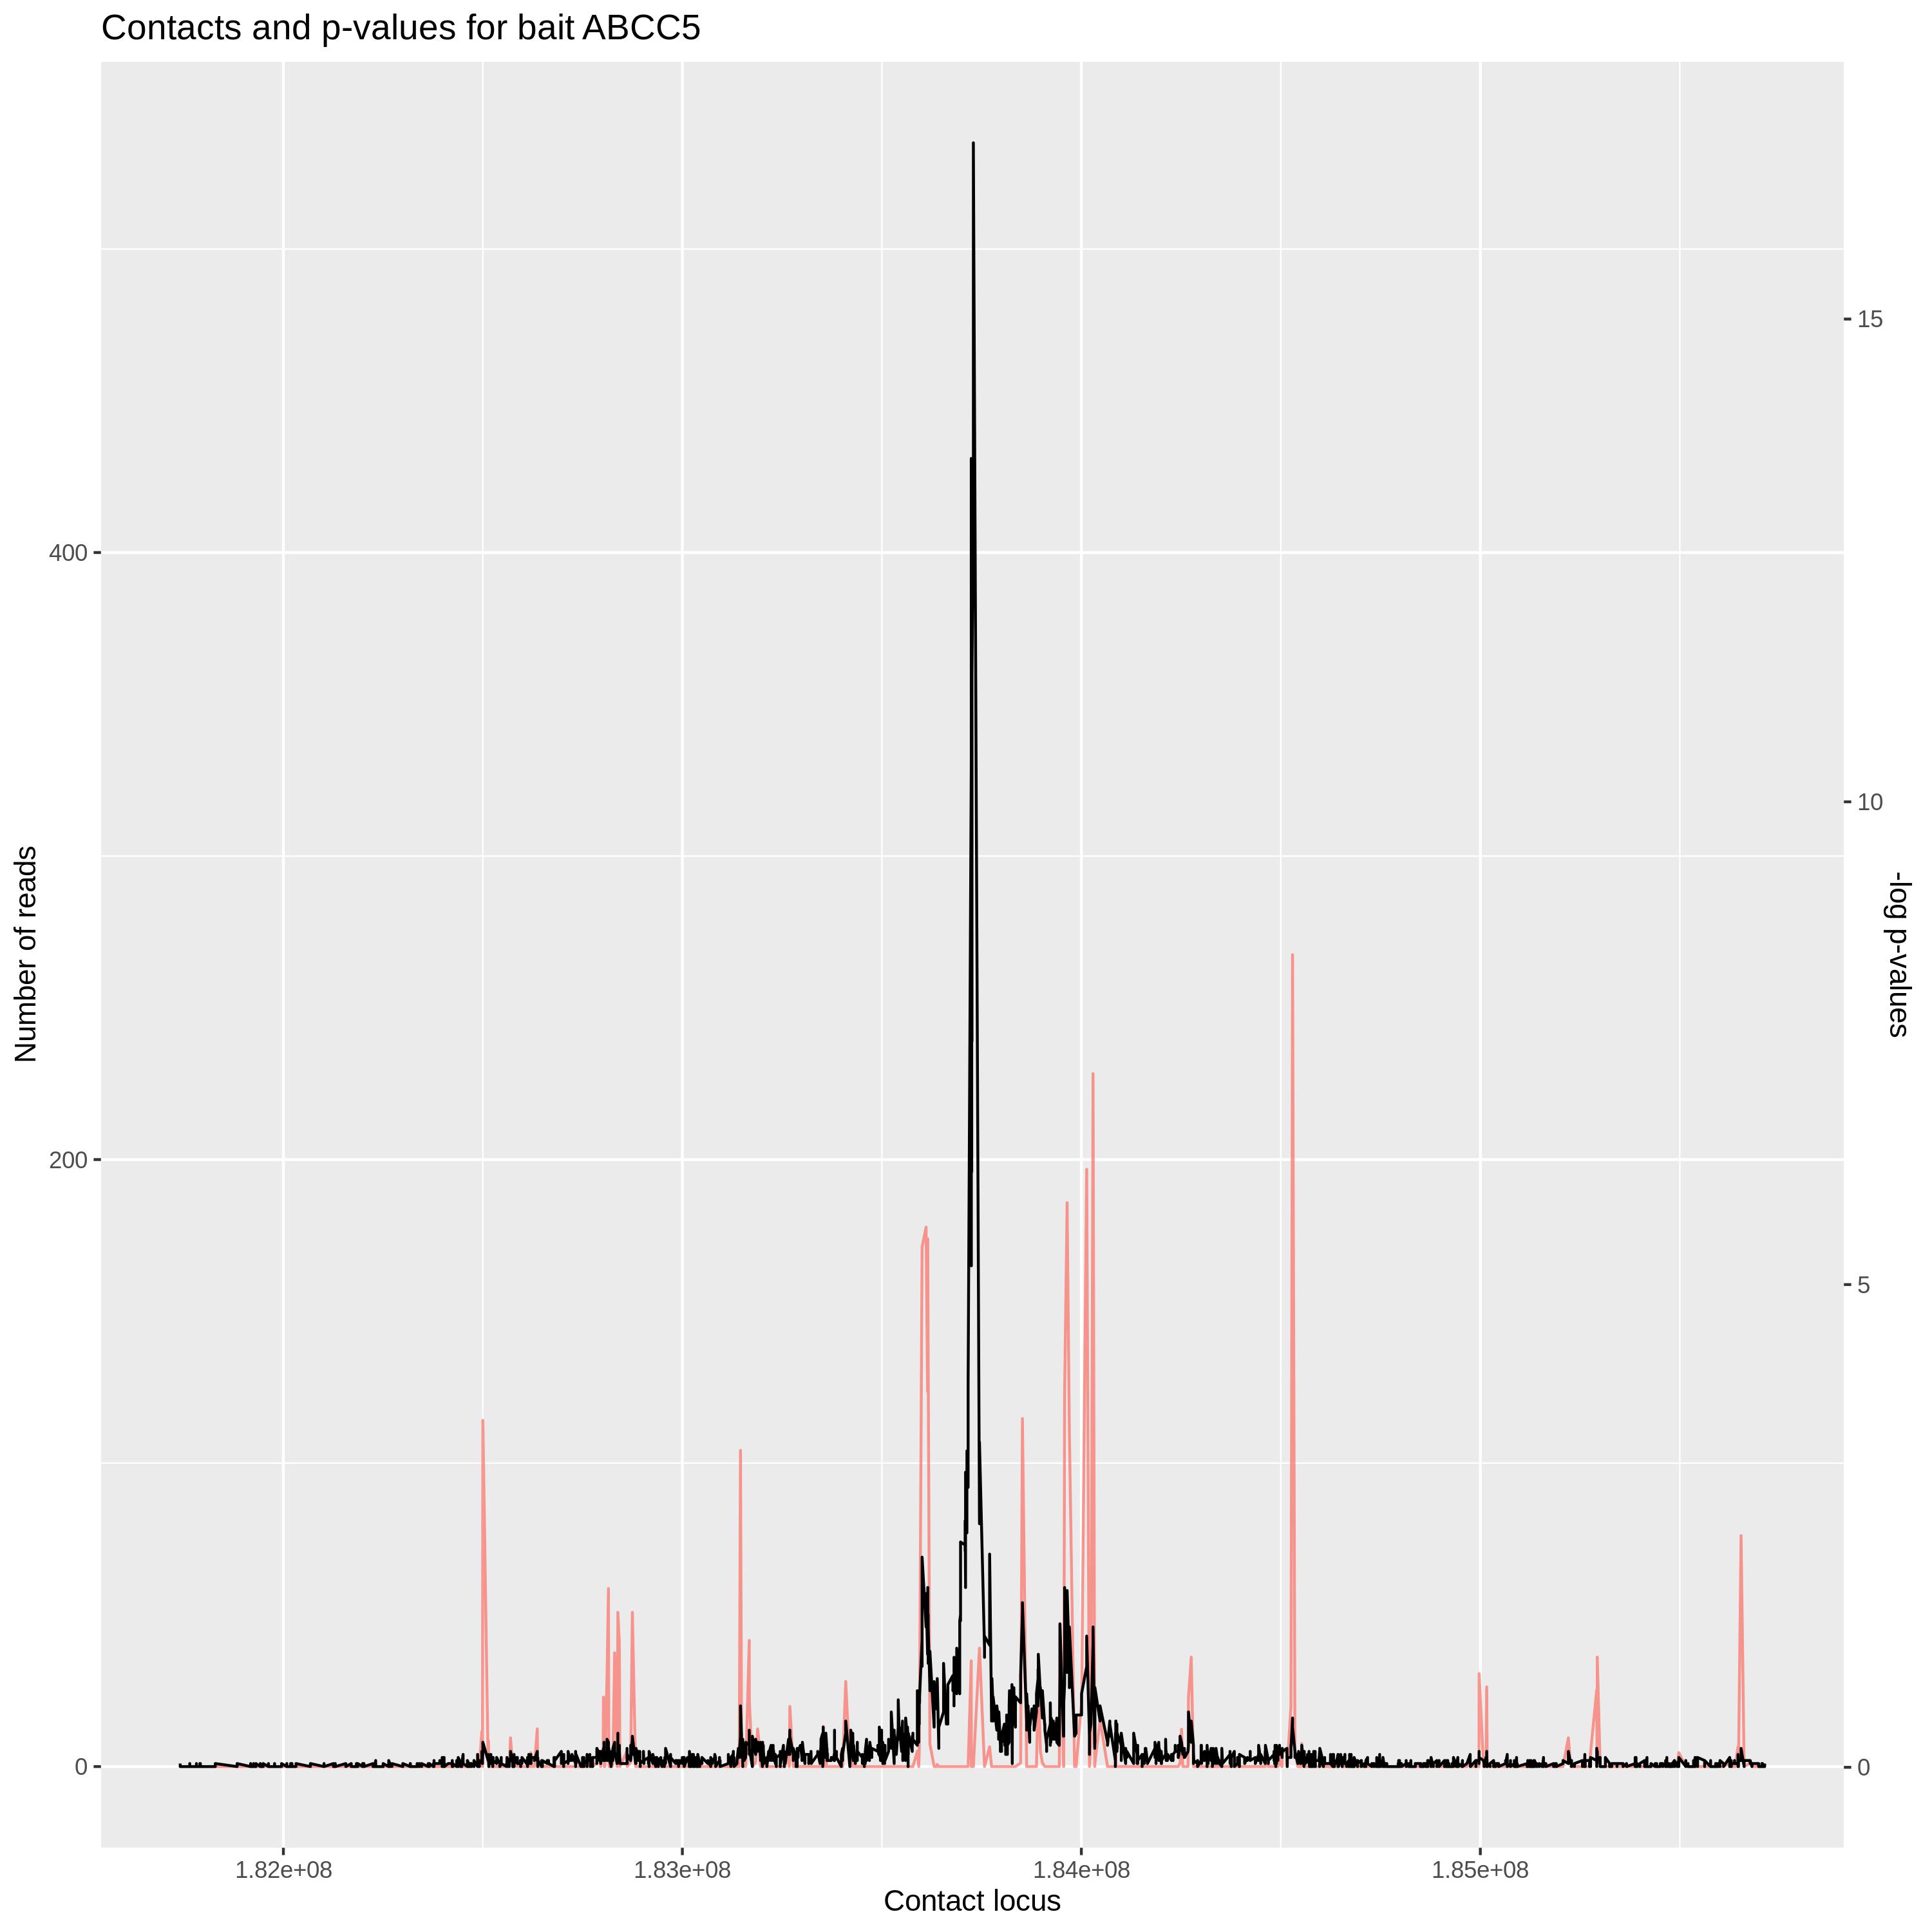 Contacts and p-values for bait ABCC5
Number of reads
400
200
0
15
10
5
0
-log p-values
1.82e+08
1.83e+08
1.84e+08
1.85e+08
Contact locus